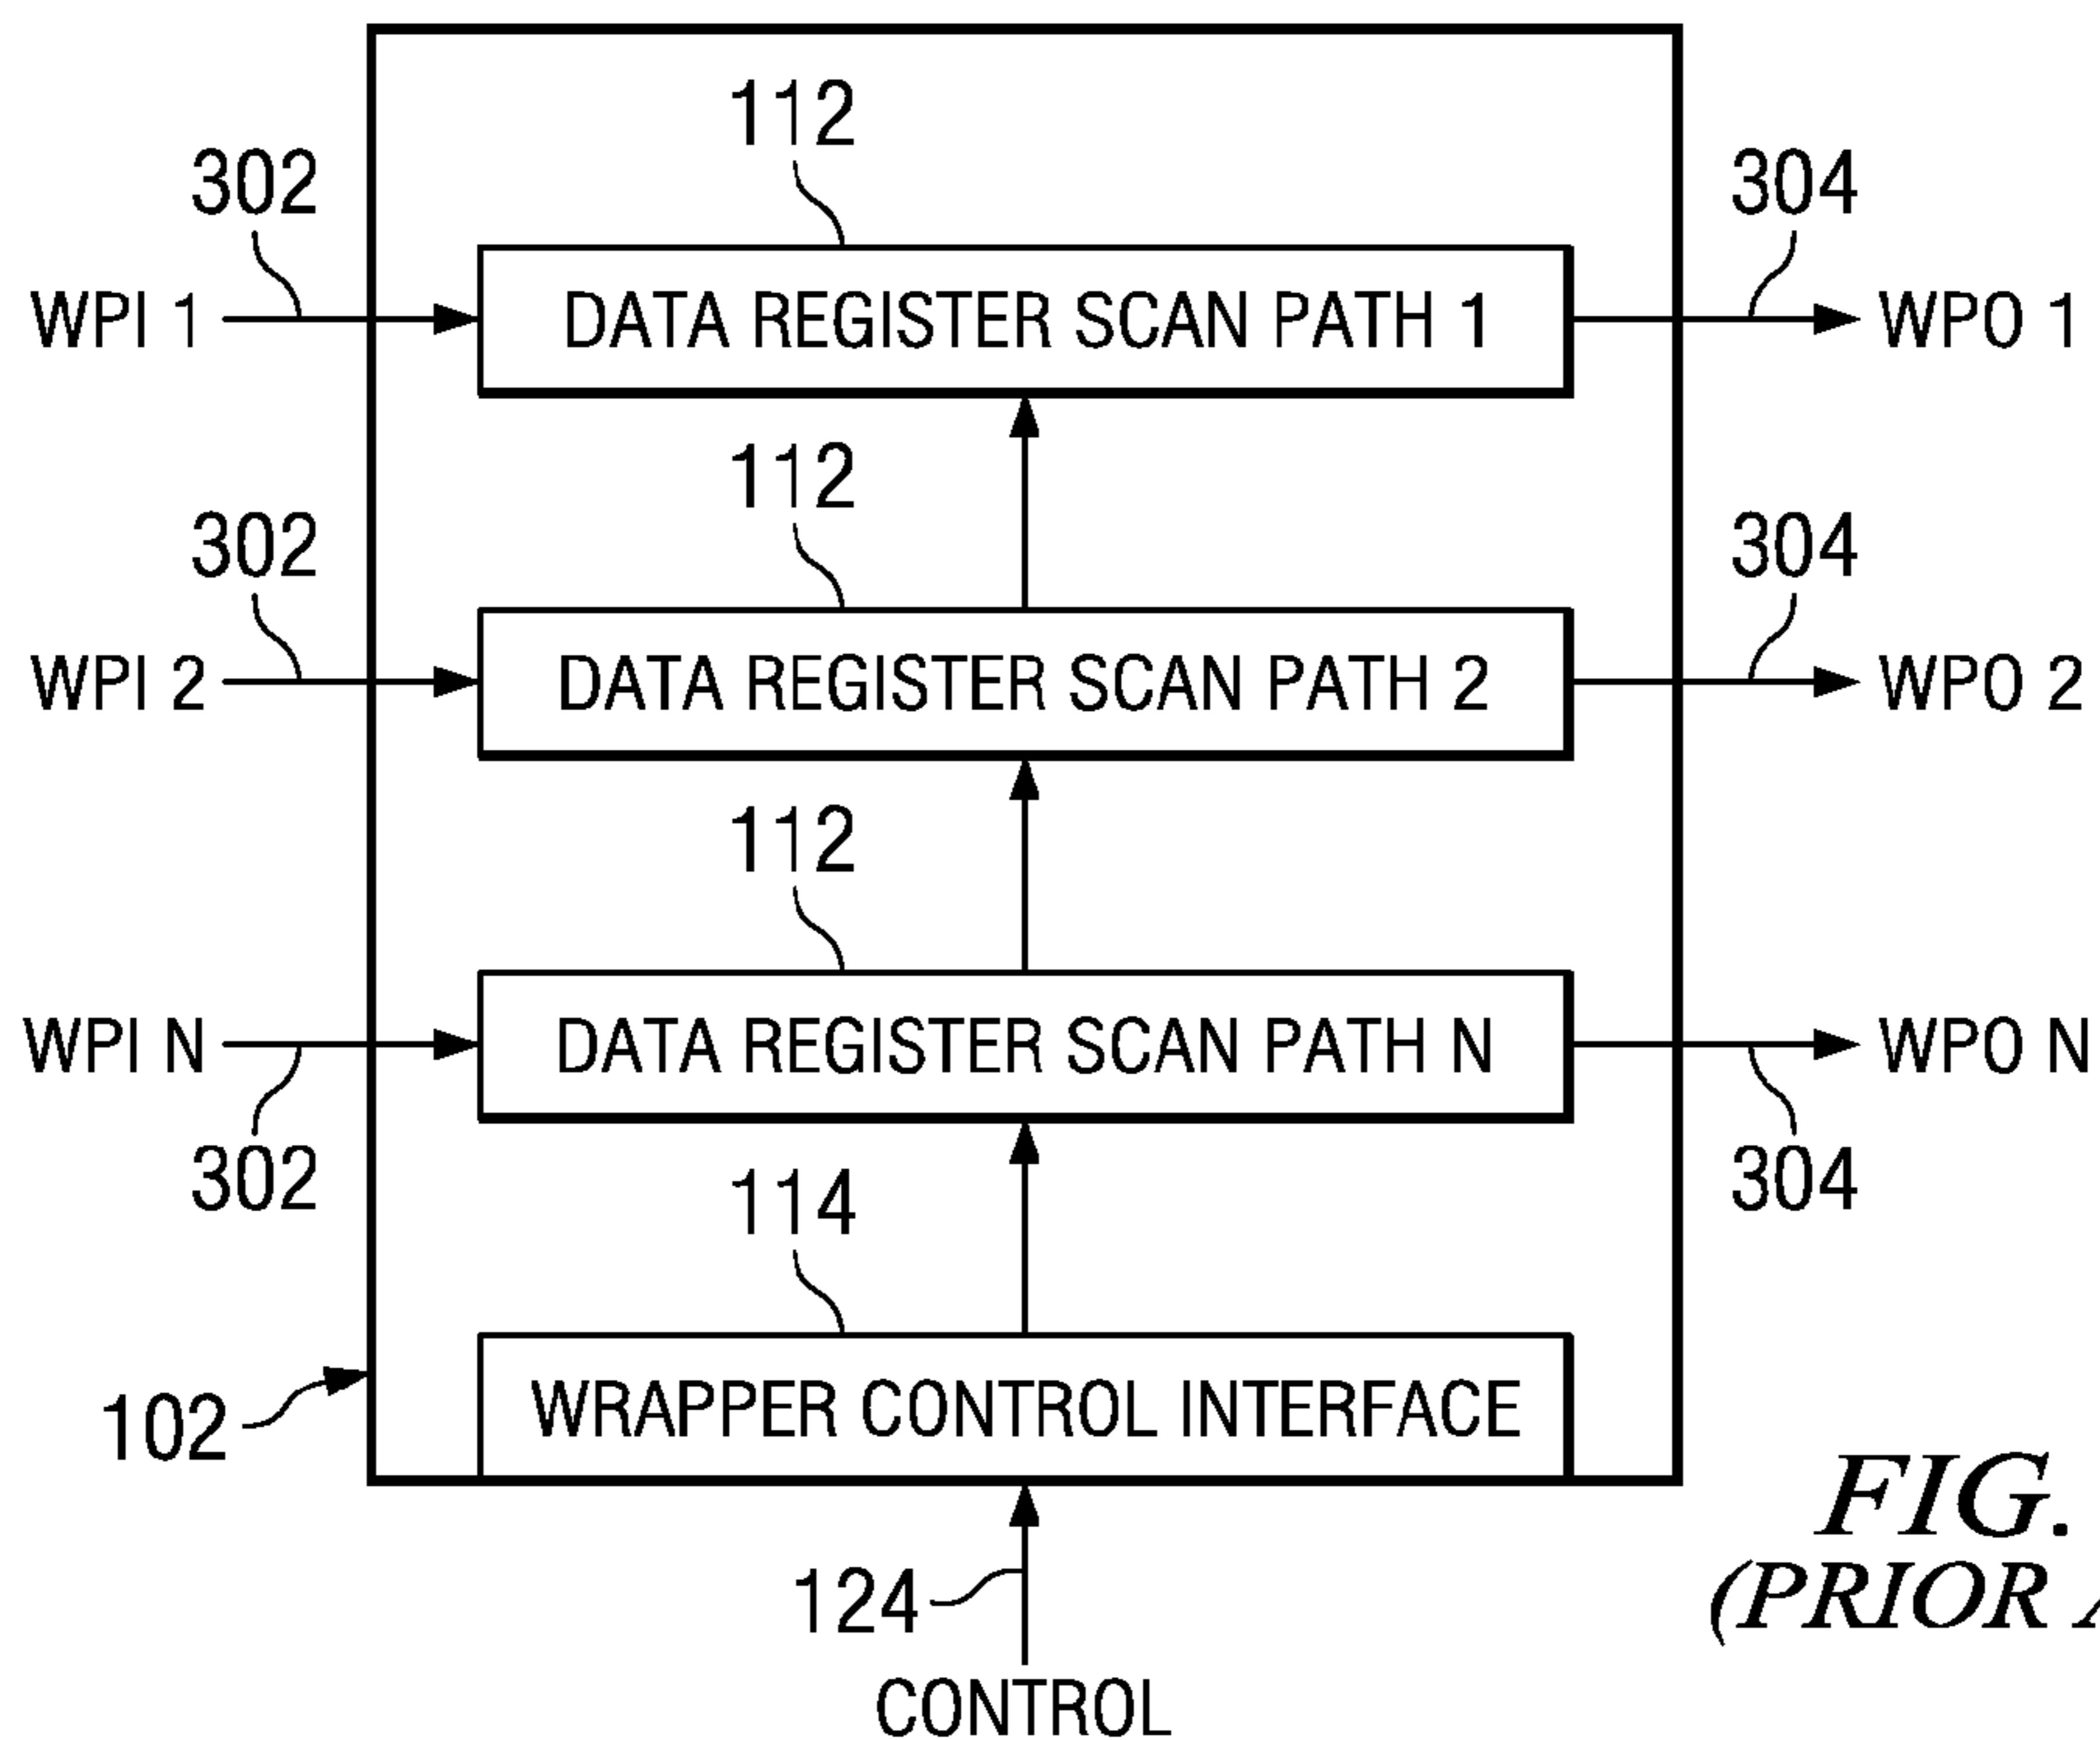 112
302 304
WPI 1 DATA REGISTER SCAN PATH 1 WPO 1
112
302 304
WPI 2 DATA REGISTER SCAN PATH 2 WPO 2
112
WPI N DATA REGISTER SCAN PATH N WPO N
302 304
114
102 WRAPPER CONTROL INTERFACE
FIG.
124 (PRIOR
CONTROL